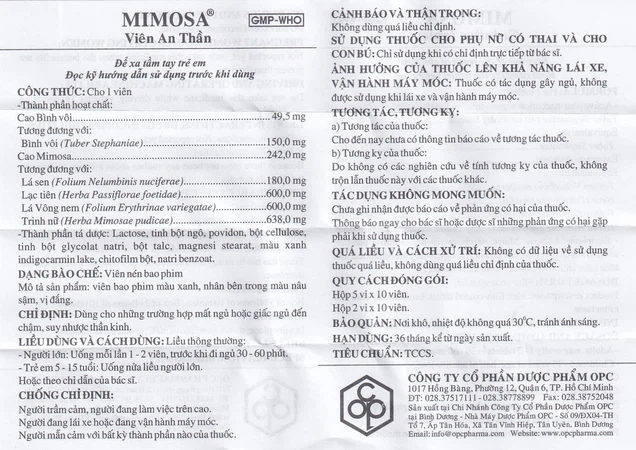 MIMOSA®
GMP-WHO
Viên An Thần
Để xa tầm tay trẻ em
Đọc kỹ hướng dẫn sử dụng trước khi dùng
CÔNG THỨC: Cho 1 viên
-Thành phần hoạt chất:
Cao Bình vôi.....49,5 mg
Tương đương với:
Bình vôi (Tuber Stephaniae).....150,0 mg
Cao Mimosa.....242,0 mg
Tương đương với:
Lá sen (Folium Nelumbinis nuciferae).....180,0 mg
Lạc tiên (Herba Passiflorae foetidae).....600,0 mg
Lá Vông nem (Folium Erythrinae variegatae).....600,0 mg
Trinh nữ (Herba Mimosae pudicae).....638,0 mg
-Thành phần tá dược: Lactose, tinh bột ngô, povidon, bột cellulose,
tinh bột glycolat natri, bột talc, magnesi stearat, màu xanh
indigocarmin lake, chitofilm bột, natri benzoat.
DẠNG BÀO CHẾ: Viên nén bao phim
Mô tả sản phẩm: viên bao phim màu xanh, nhân bên trong màu nâu
sậm, vị đắng.
CHỈ ĐỊNH: Dùng cho những trường hợp mất ngủ hoặc giấc ngủ đến
chậm, suy nhược thần kinh.
LIỀU DÙNG VÀ CÁCH DÙNG: Liều thông thường:
- Người lớn: Uống mỗi lần 1 - 2 viên, trước khi đi ngủ 30 - 60 phút.
- Trẻ em 5 - 15 tuổi: Uống nửa liều người lớn.
Hoặc theo chỉ dẫn của bác sĩ.
CHỐNG CHỈ ĐỊNH:
Người trầm cảm, người đang làm việc trên cao.
Người đang lái xe hoặc đang vận hành máy móc.
Người mẫn cảm với bất kỳ thành phần nào của thuốc.
CẢNH BÁO VÀ THẬN TRỌNG:
Không dùng quá liều chỉ định.
SỬ DỤNG THUỐC CHO PHỤ NỮ CÓ THAI VÀ CHO
CON BÚ: Chỉ sử dụng khi có chỉ định trực tiếp từ bác sĩ.
ẢNH HƯỞNG CỦA THUỐC LÊN KHẢ NĂNG LÁI XE,
VẬN HÀNH MÁY MÓC: Thuốc có tác dụng gây ngủ, không
được sử dụng khi lái xe và vận hành máy móc.
TƯƠNG TÁC, TƯƠNG KỴ:
a) Tương tác của thuốc:
Cho đến nay chưa có thông tin báo cáo về tương tác thuốc.
b) Tương kỵ của thuốc:
Do không có các nghiên cứu về tính tương kỵ của thuốc, không
trộn lẫn thuốc này với các thuốc khác.
TÁC DỤNG KHÔNG MONG MUỐN:
Chưa ghi nhận được báo cáo về phản ứng có hại của thuốc.
Thông báo ngay cho bác sĩ hoặc dược sĩ những phản ứng có hại gặp
phải khi sử dụng thuốc.
QUÁ LIỀU VÀ CÁCH XỬ TRÍ: Không có dữ liệu về sử dụng
thuốc quá liều, không dùng quá liều chỉ định của thuốc.
QUY CÁCH ĐÓNG GÓI:
Hộp 5 vỉ x 10 viên.
Hộp 2 vỉ x 10 viên.
BẢO QUẢN: Nơi khô, nhiệt độ không quá 30°C, tránh ánh sáng.
HẠN DÙNG: 36 tháng kể từ ngày sản xuất.
TIÊU CHUẨN: TCCS.
opc
CÔNG TY CỔ PHẦN DƯỢC PHẨM OPC
1017 Hồng Bàng, Phường 12, Quận 6, TP. Hồ Chí Minh
ĐT: 028.37517111 - 028.38778899 Fax: 028.38752048
Sản xuất tại Chi Nhánh Công Ty Cổ Phần Dược Phẩm OPC
tại Bình Dương - Nhà Máy Dược Phẩm OPC - Số 09/ĐX04-TH
Tổ 7, Ấp Tân Hóa, Xã Tân Vĩnh Hiệp, Tân Uyên, Bình Dương
Email: info@opcpharma.com Website: www.opcpharma.com